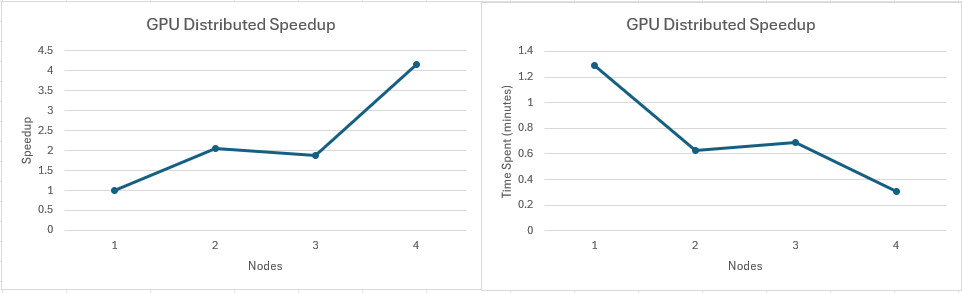 GPU Distributed Speedup
4.5
4
3.5
3
2.5
2
1.5
1
0.5
0
Speedup
1 2 3 4
Nodes
GPU Distributed Speedup
1.4
1.2
1
0.8
0.6
0.4
0.2
0
Time Spent (minutes)
1 2 3 4
Nodes